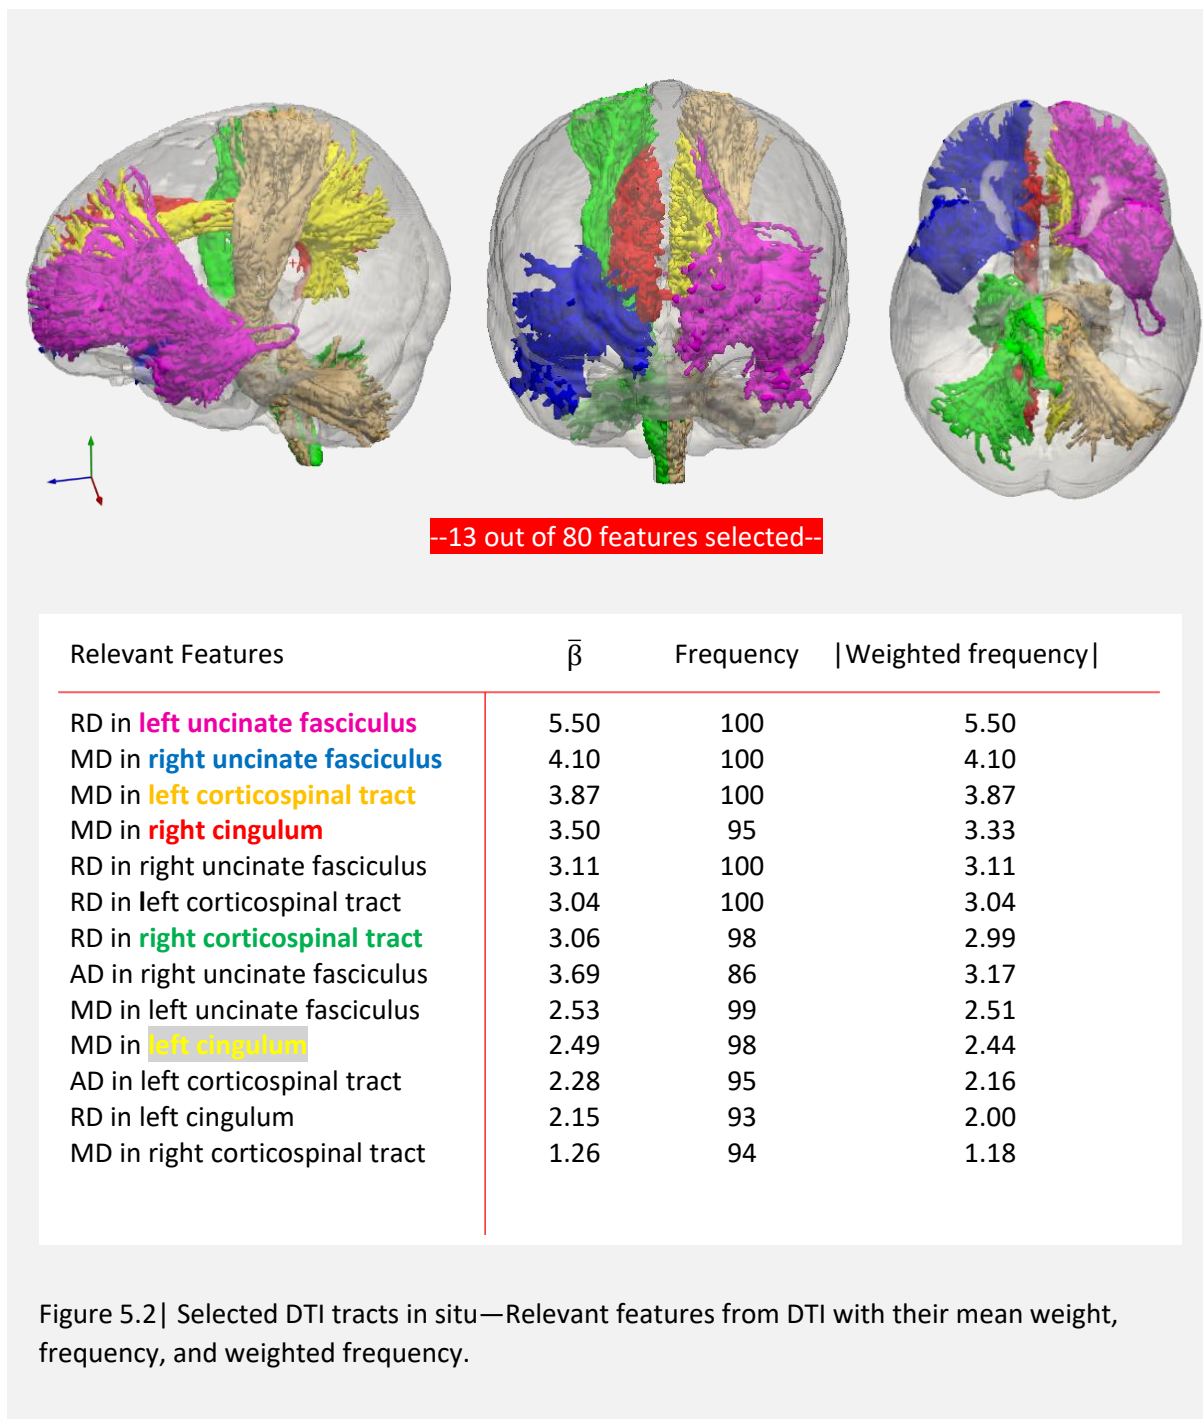 --13 out of 80 features selected--
Relevant Features β̅ Frequency |Weighted frequency|
RD in left uncinate fasciculus 5.50 100 5.50
MD in right uncinate fasciculus 4.10 100 4.10
MD in left corticospinal tract 3.87 100 3.87
MD in right cingulum 3.50 95 3.33
RD in right uncinate fasciculus 3.11 100 3.11
RD in left corticospinal tract 3.04 100 3.04
RD in right corticospinal tract 3.06 98 2.99
AD in right uncinate fasciculus 3.69 86 3.17
MD in left uncinate fasciculus 2.53 99 2.51
MD in left cingulum 2.49 98 2.44
AD in left corticospinal tract 2.28 95 2.16
RD in left cingulum 2.15 93 2.00
MD in right corticospinal tract 1.26 94 1.18
Figure 5.2| Selected DTI tracts in situ—Relevant features from DTI with their mean weight,
frequency, and weighted frequency.